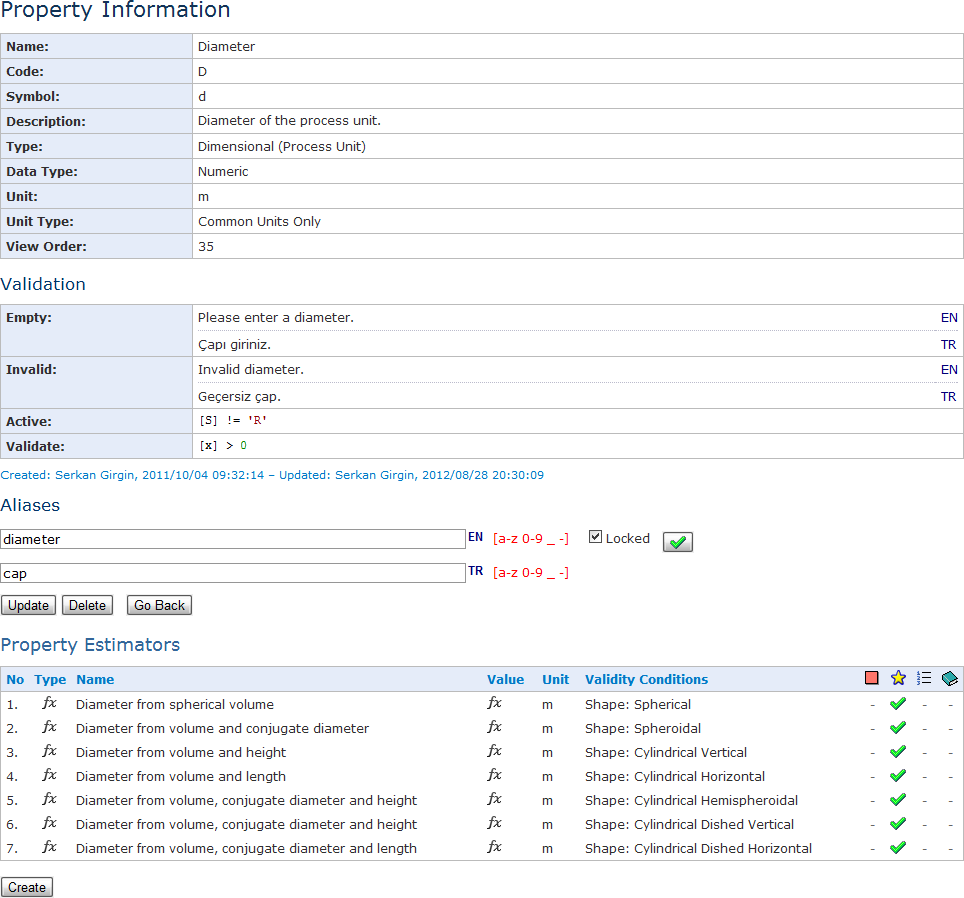 Property Information
Name: Diameter
Code: D
Symbol: d
Description: Diameter of the process unit.
Type: Dimensional (Process Unit)
Data Type: Numeric
Unit: m
Unit Type: Common Units Only
View Order: 35
Validation
Empty: Please enter a diameter. EN
Çapı giriniz. TR
Invalid: Invalid diameter. EN
Geçersiz çap. TR
Active: [S] != 'R'
Validate: [x] > 0
Created: Serkan Girgin, 2011/10/04 09:32:14 – Updated: Serkan Girgin, 2012/08/28 20:30:09
Aliases
diameter EN [a-z 0-9 _ -] Locked
cap TR [a-z 0-9 _ -]
Update Delete Go Back
Property Estimators
No Type Name Value Unit Validity Conditions
1. fx Diameter from spherical volume fx m Shape: Spherical - - -
2. fx Diameter from volume and conjugate diameter fx m Shape: Spheroidal - - -
3. fx Diameter from volume and height fx m Shape: Cylindrical Vertical - - -
4. fx Diameter from volume and length fx m Shape: Cylindrical Horizontal - - -
5. fx Diameter from volume, conjugate diameter and height fx m Shape: Cylindrical Hemispheroidal - - -
6. fx Diameter from volume, conjugate diameter and height fx m Shape: Cylindrical Dished Vertical - - -
7. fx Diameter from volume, conjugate diameter and length fx m Shape: Cylindrical Dished Horizontal - - -
Create